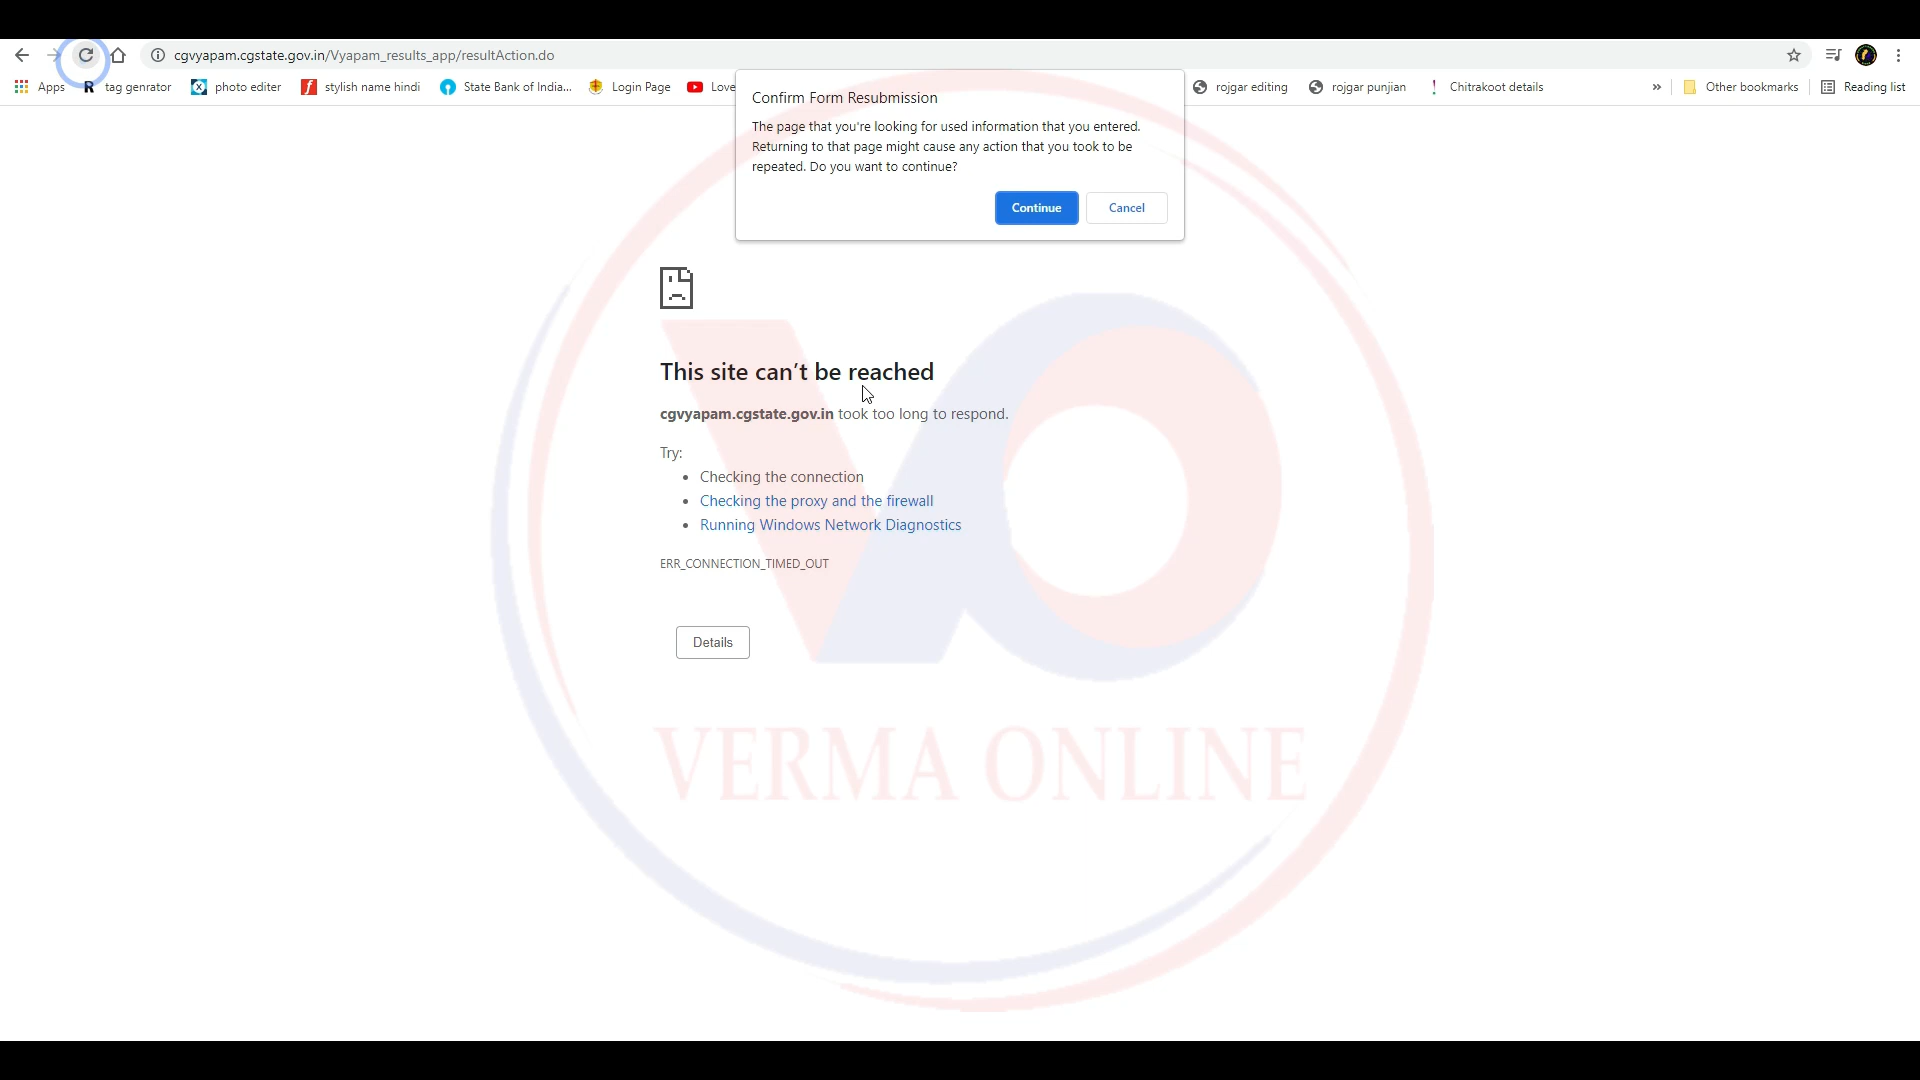 cgvyapam.cgstate.gov.in/Vyapam_results_app/resultAction.do
Apps
tag genrator
photo editer
stylish name hindi
State Bank of India...
Login Page
Love
rojgar editing
rojgar punjian
Chitrakoot details
»
Other bookmarks
Reading list
Confirm Form Resubmission
The page that you're looking for used information that you entered.
Returning to that page might cause any action that you took to be
repeated. Do you want to continue?
Continue
Cancel
This site can't be reached
cgvyapam.cgstate.gov.in took too long to respond.
Try:
• Checking the connection
• Checking the proxy and the firewall
• Running Windows Network Diagnostics
ERR_CONNECTION_TIMED_OUT
Details
VO
VERMA ONLINE